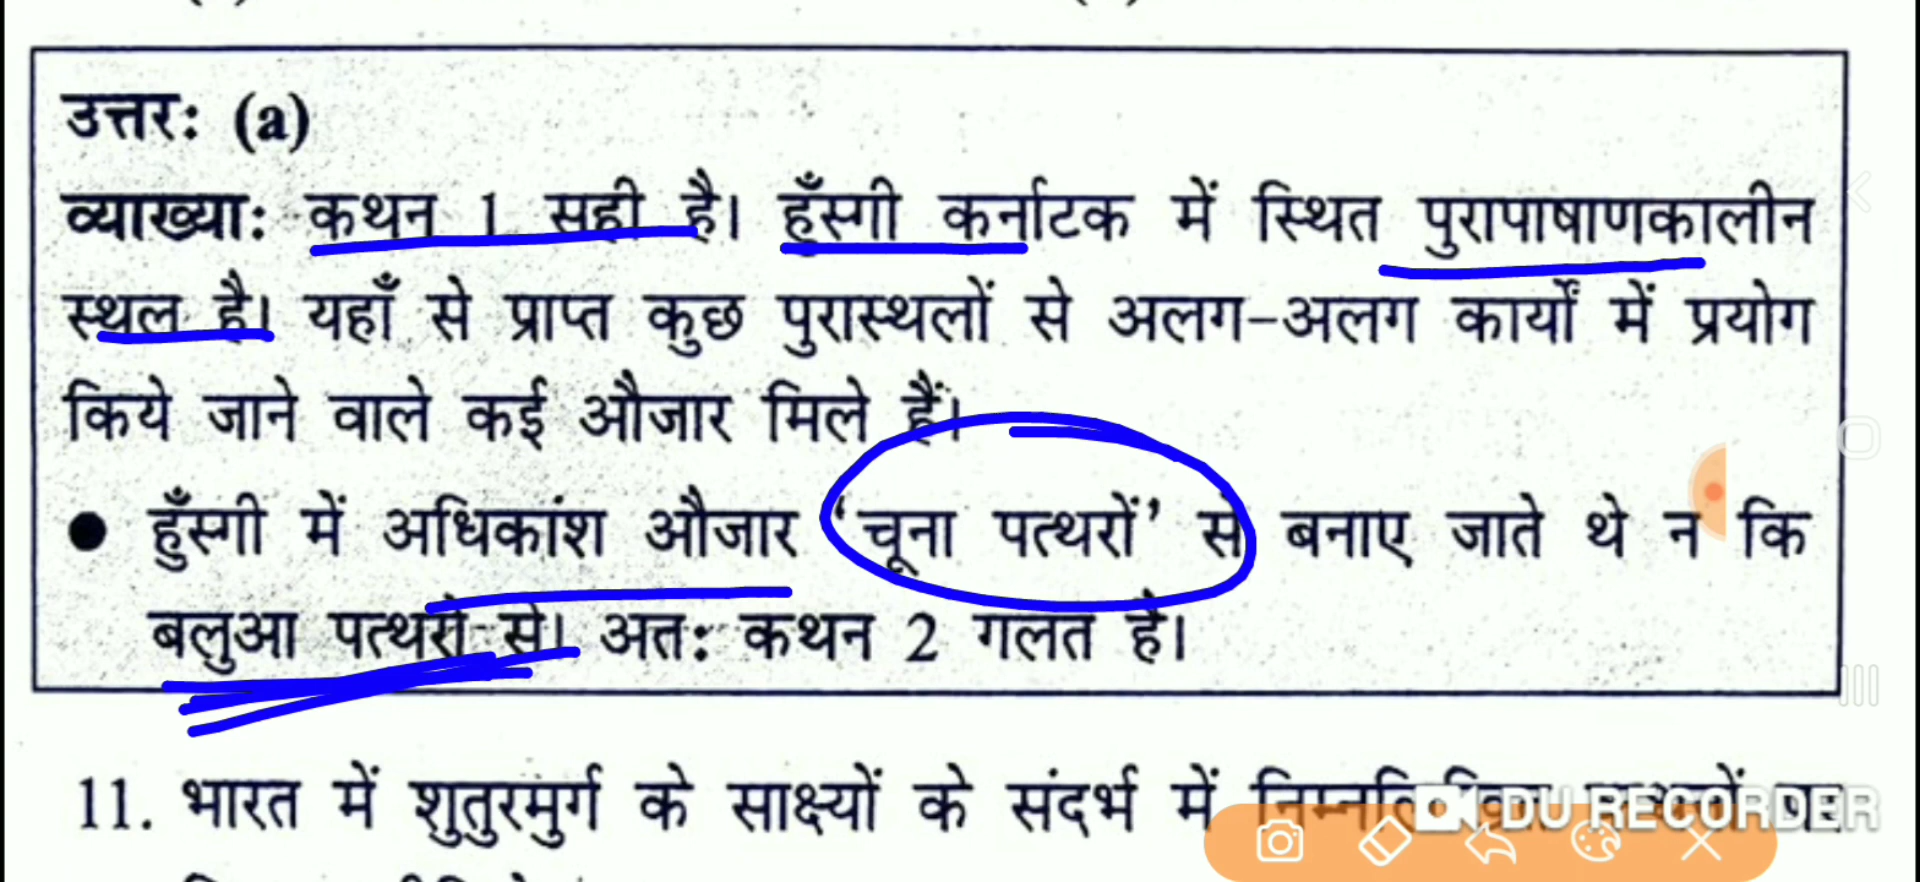 उत्तर: (a)
व्याख्या: कथन 1 सही है। हुँस्गी कर्नाटक में स्थित पुरापाषाणकालीन
स्थल है। यहाँ से प्राप्त कुछ पुरास्थलों से अलग-अलग कार्यों में प्रयोग
किये जाने वाले कई औजार मिले हैं।
● हुँस्गी में अधिकांश औजार 'चूना पत्थरों' से बनाए जाते थे न कि
बलुआ पत्थरों से। अतः कथन 2 गलत है।
11. भारत में शुतुरमुर्ग के साक्ष्यों के संदर्भ में
DU RECORDER